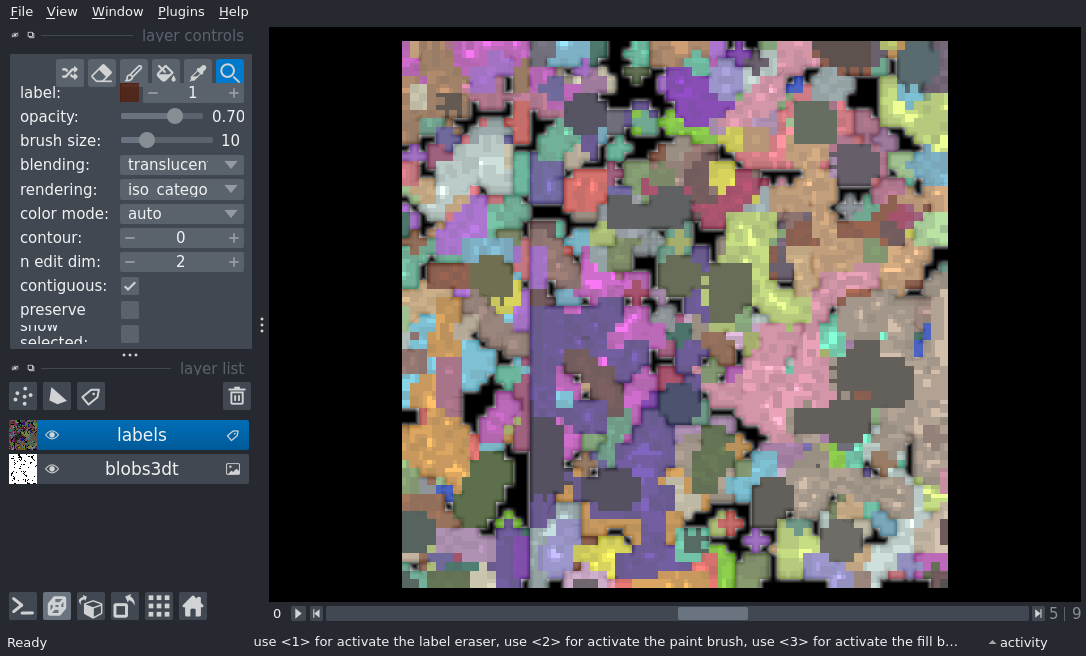 File View Window Plugins Help
layer controls
label: 1
opacity: 0.70
brush size: 10
blending: translucen
rendering: iso_catego
color mode: auto
contour: 0
n edit dim: 2
contiguous:
preserve
show
selected:
layer list
labels
blobs3dt
0 5 | 9
Ready use <1> for activate the label eraser, use <2> for activate the paint brush, use <3> for activate the fill b... activity